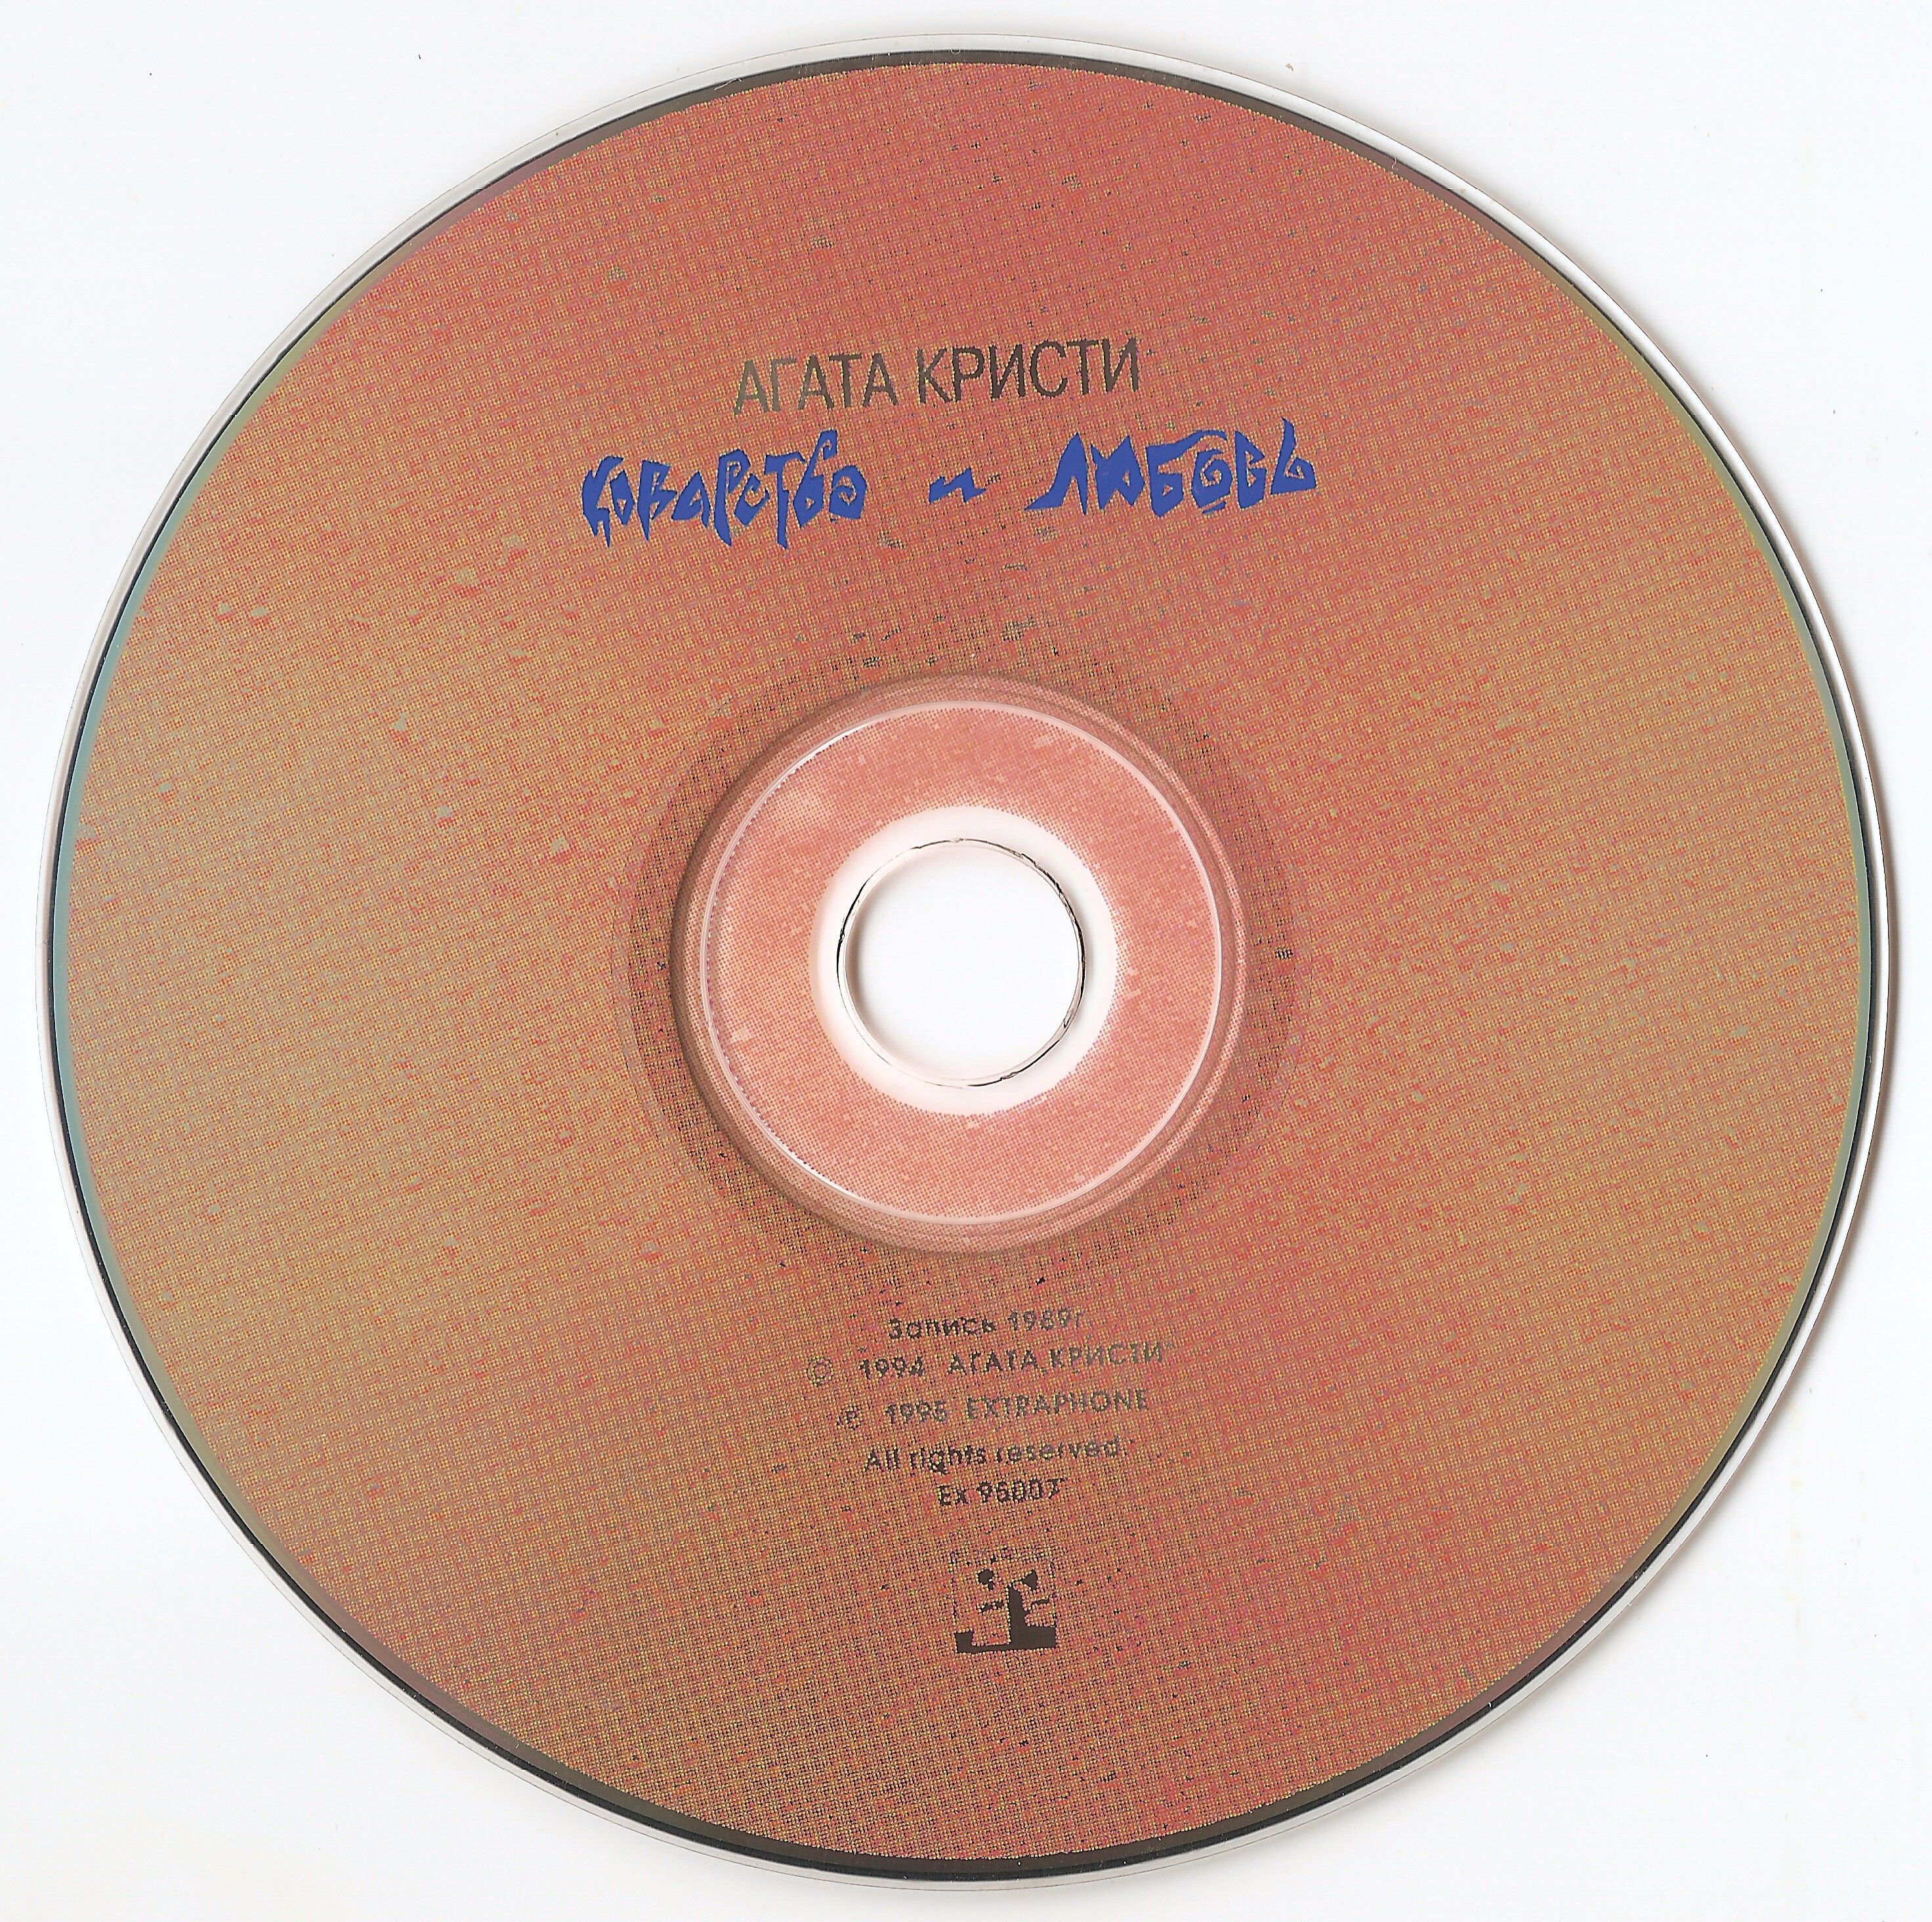 АГАТА КРИСТИ
коварство и любовь
Запись 1989г.
© 1994 АГАТА КРИСТИ
℗ 1995 EXTRAPHONE
All rights reserved.
Ex 95007